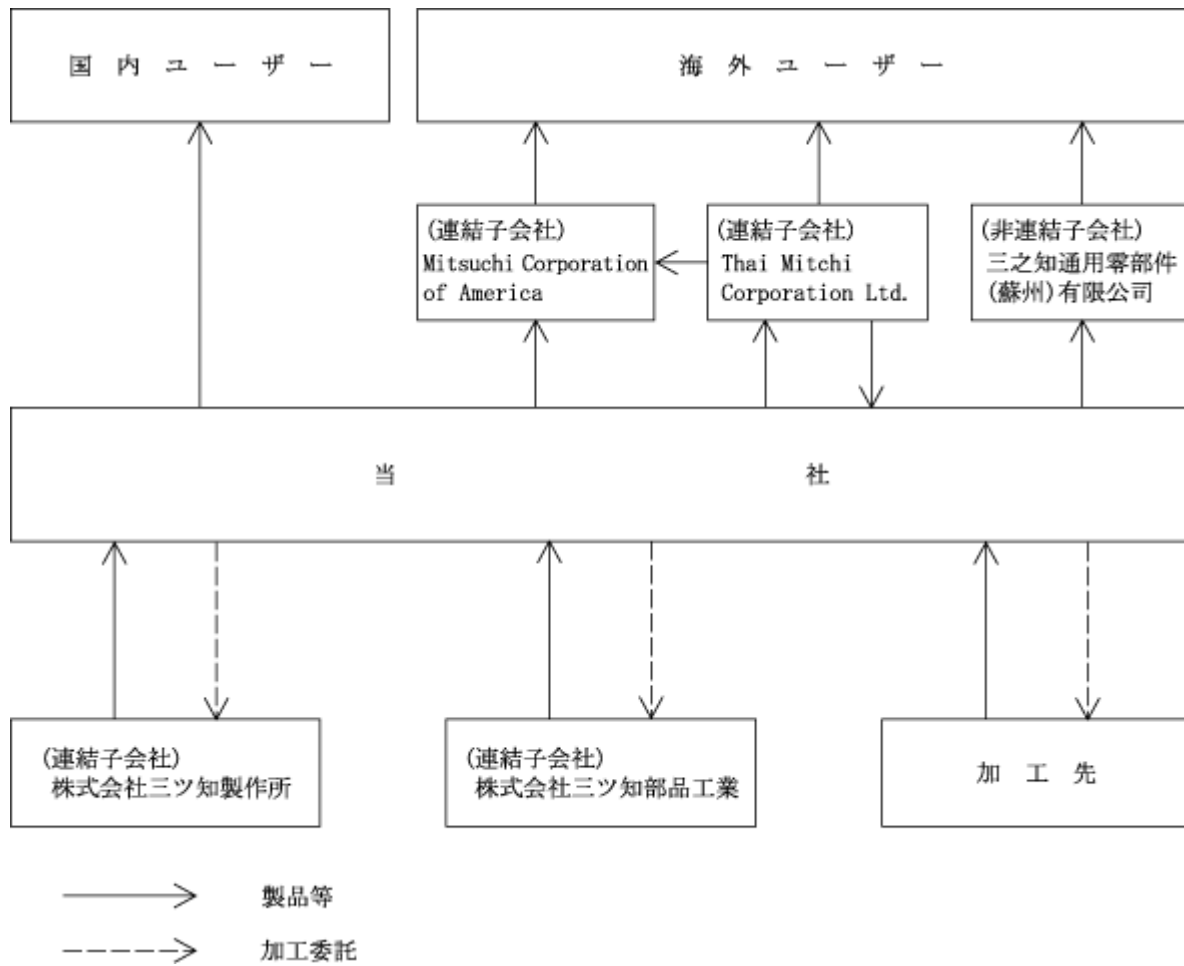 国内ユーザー
海外ユーザー
(連結子会社)
Mitsuchi Corporation
of America
(連結子会社)
Thai Mitchi
Corporation Ltd.
(非連結子会社)
三之知通用零部件
(蘇州)有限公司
当社
(連結子会社)
株式会社三ツ知製作所
(連結子会社)
株式会社三ツ知部品工業
加工先
製品等
加工委託